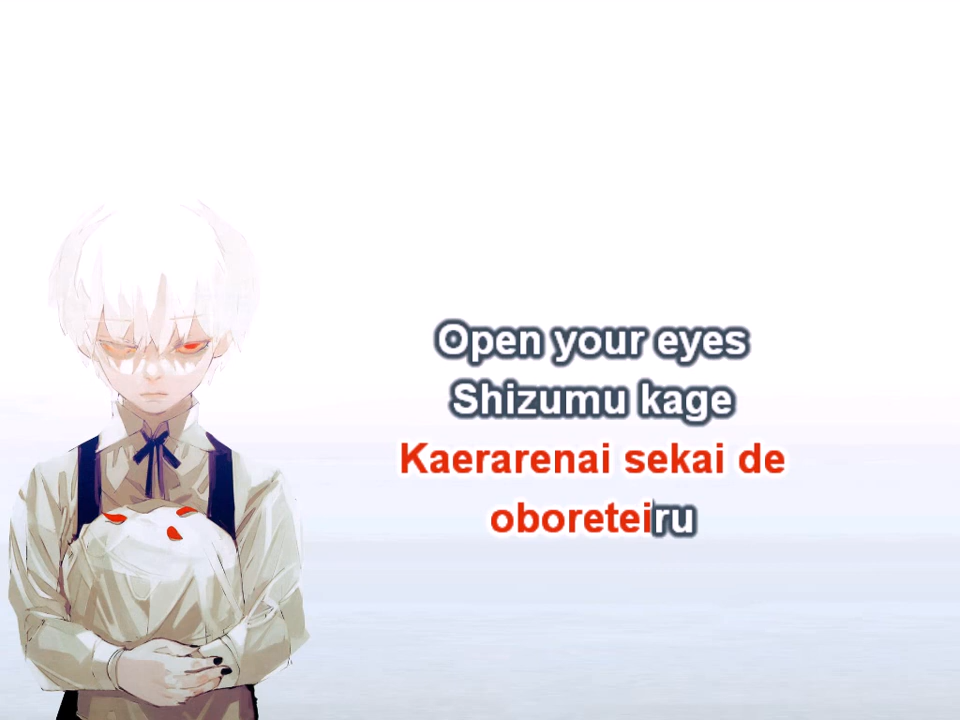 Open your eyes
Shizumu kage
Kaerarenai sekai de
oboreteiru